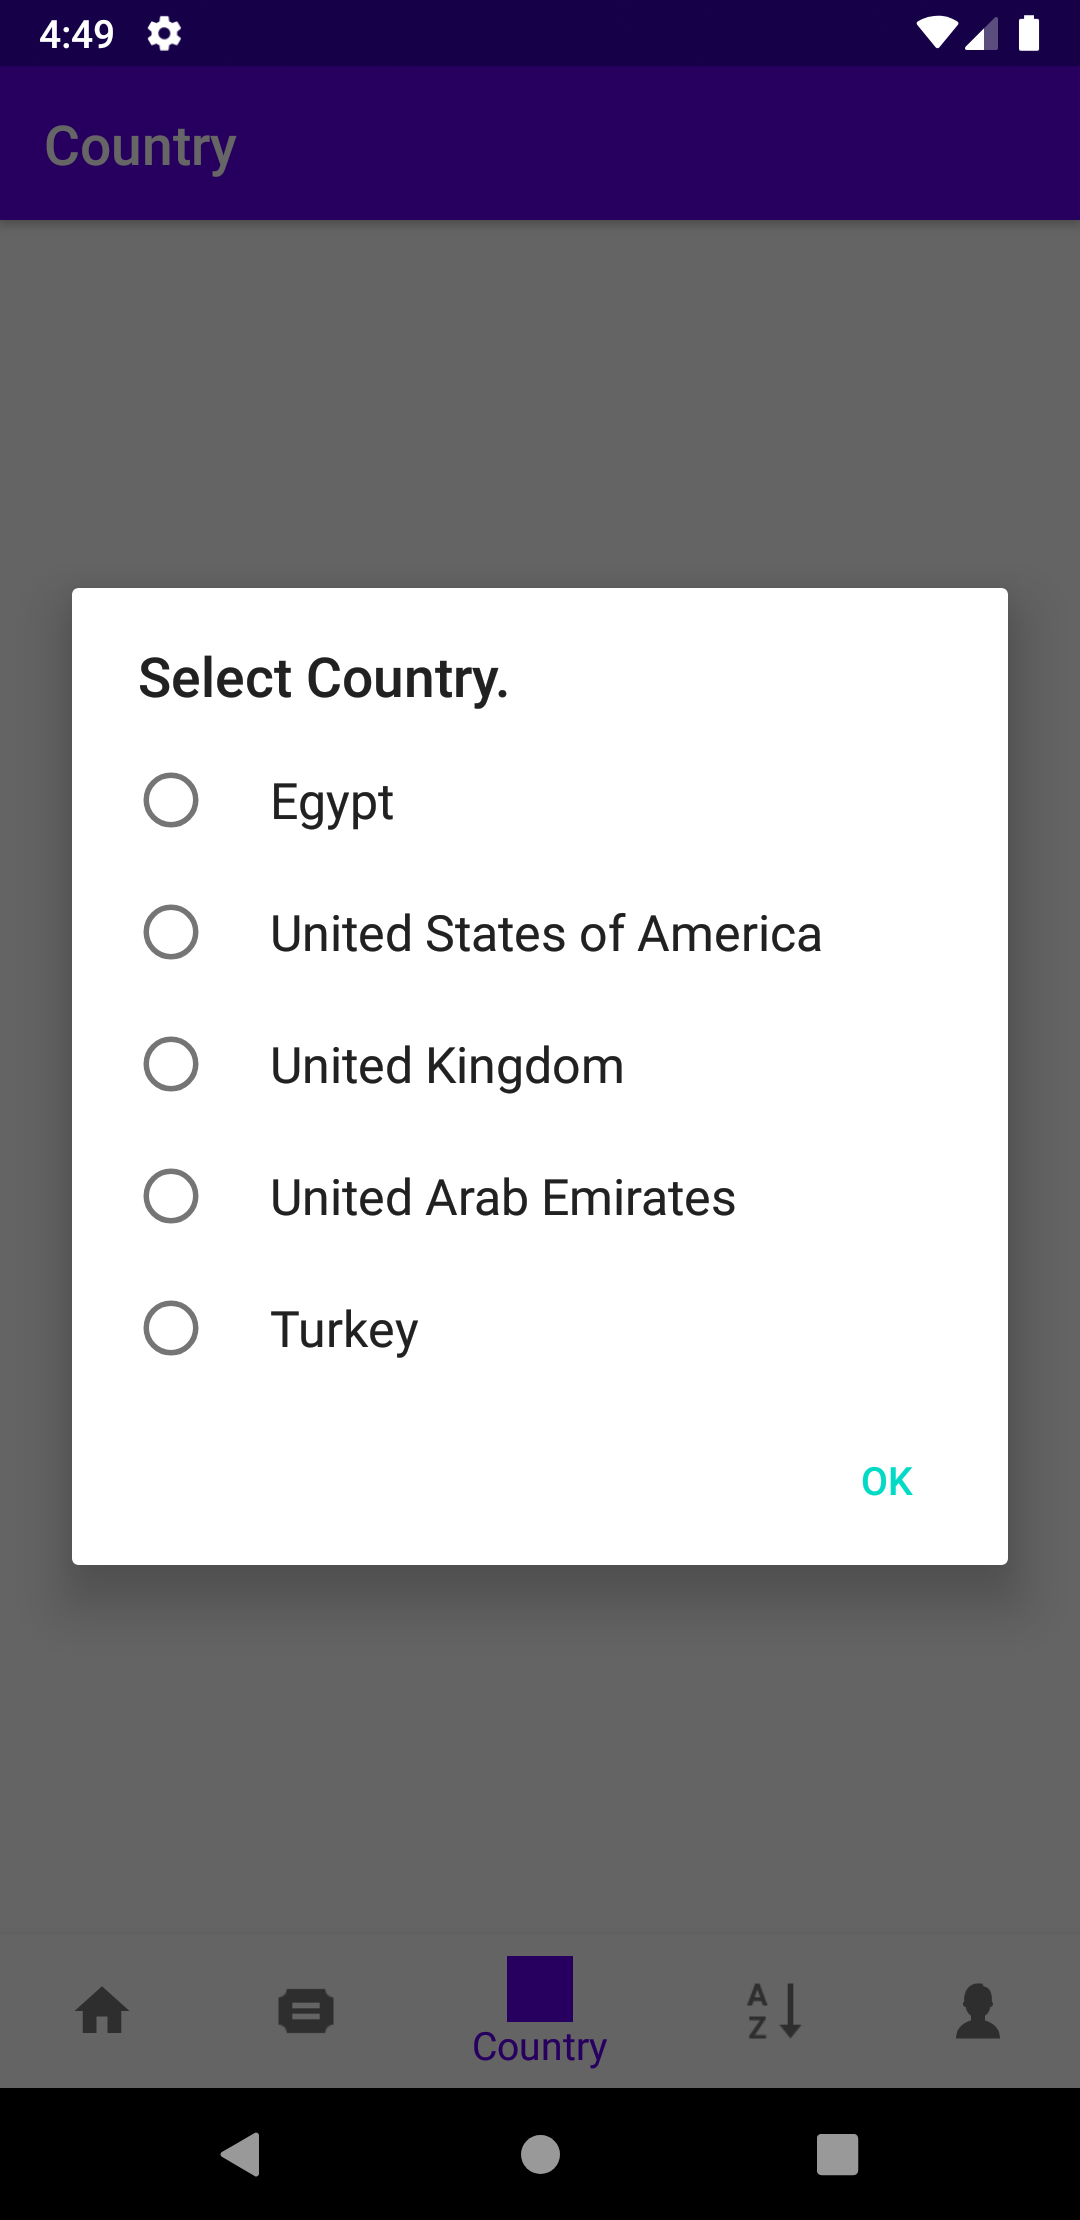 4:49
Country
Select Country.
Egypt
United States of America
United Kingdom
United Arab Emirates
Turkey
OK
A
Z
Country